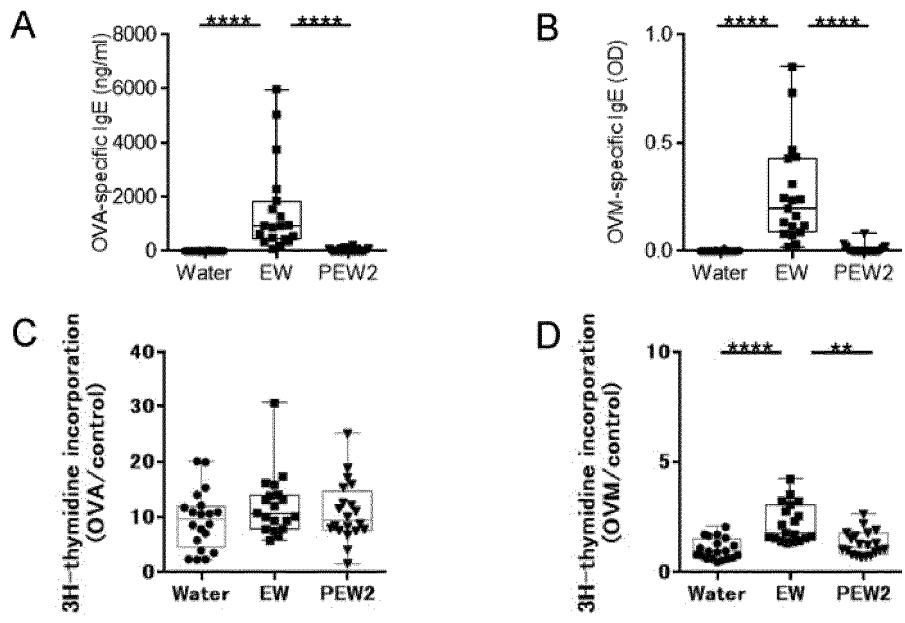 A
OVA-specific IgE (ng/ml)
8000
6000
4000
2000
0
**** ****
Water EW PEW2
B
OVM-specific IgE (OD)
1.0
0.5
0.0
**** ****
Water EW PEW2
C
3H-thymidine incorporation
(OVA/control)
40
30
20
10
0
Water EW PEW2
D
3H-thymidine incorporation
(OVM/control)
10
5
0
**** **
Water EW PEW2